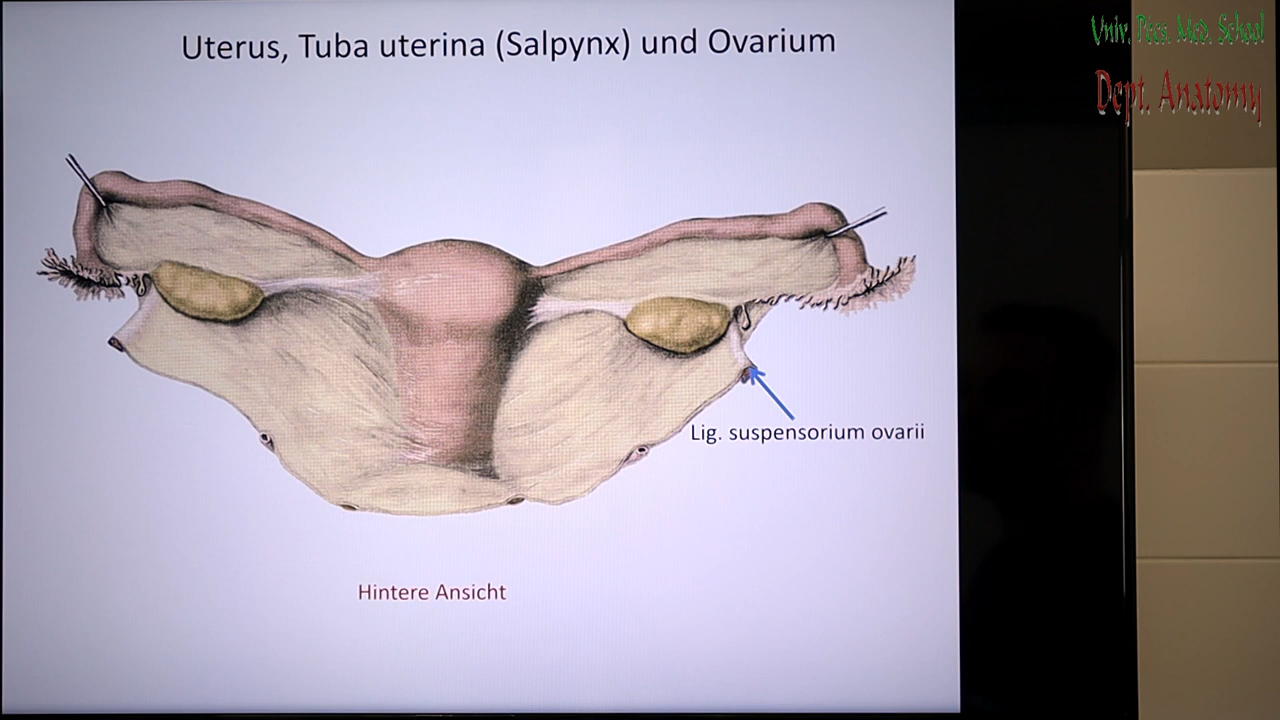 Uterus, Tuba uterina (Salpynx) und Ovarium
Univ. Pécs. Med. School
Dept. Anatomy
Lig. suspensorium ovarii
Hintere Ansicht